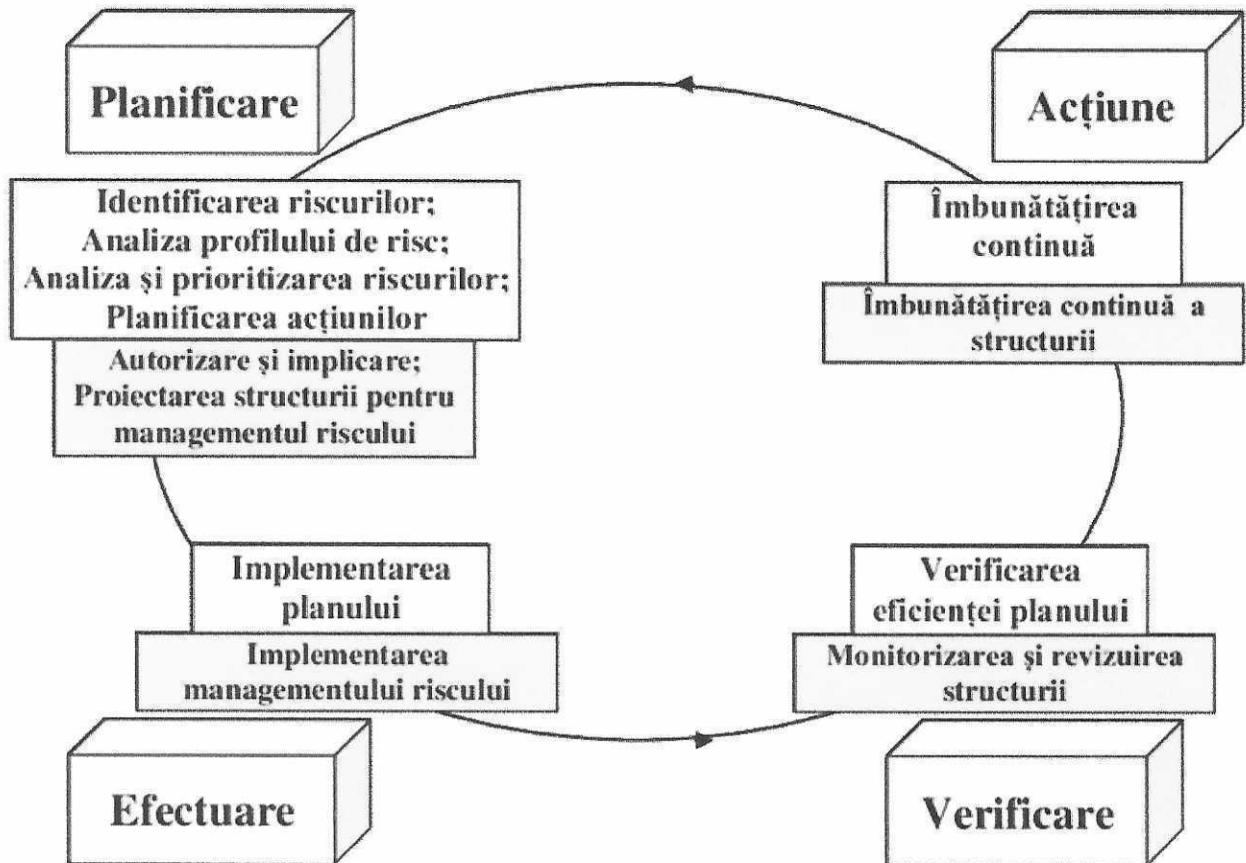 Planificare
Identificarea riscurilor;
Analiza profilului de risc;
Analiza și prioritizarea riscurilor;
Planificarea acțiunilor
Autorizare și implicare;
Proiectarea structurii pentru
managementul riscului
Acțiune
Îmbunătățirea
continuă
Îmbunătățirea continuă a
structurii
Implementarea
planului
Implementarea
managementului riscului
Efectuare
Verificarea
eficienței planului
Monitorizarea și revizuirea
structurii
Verificare